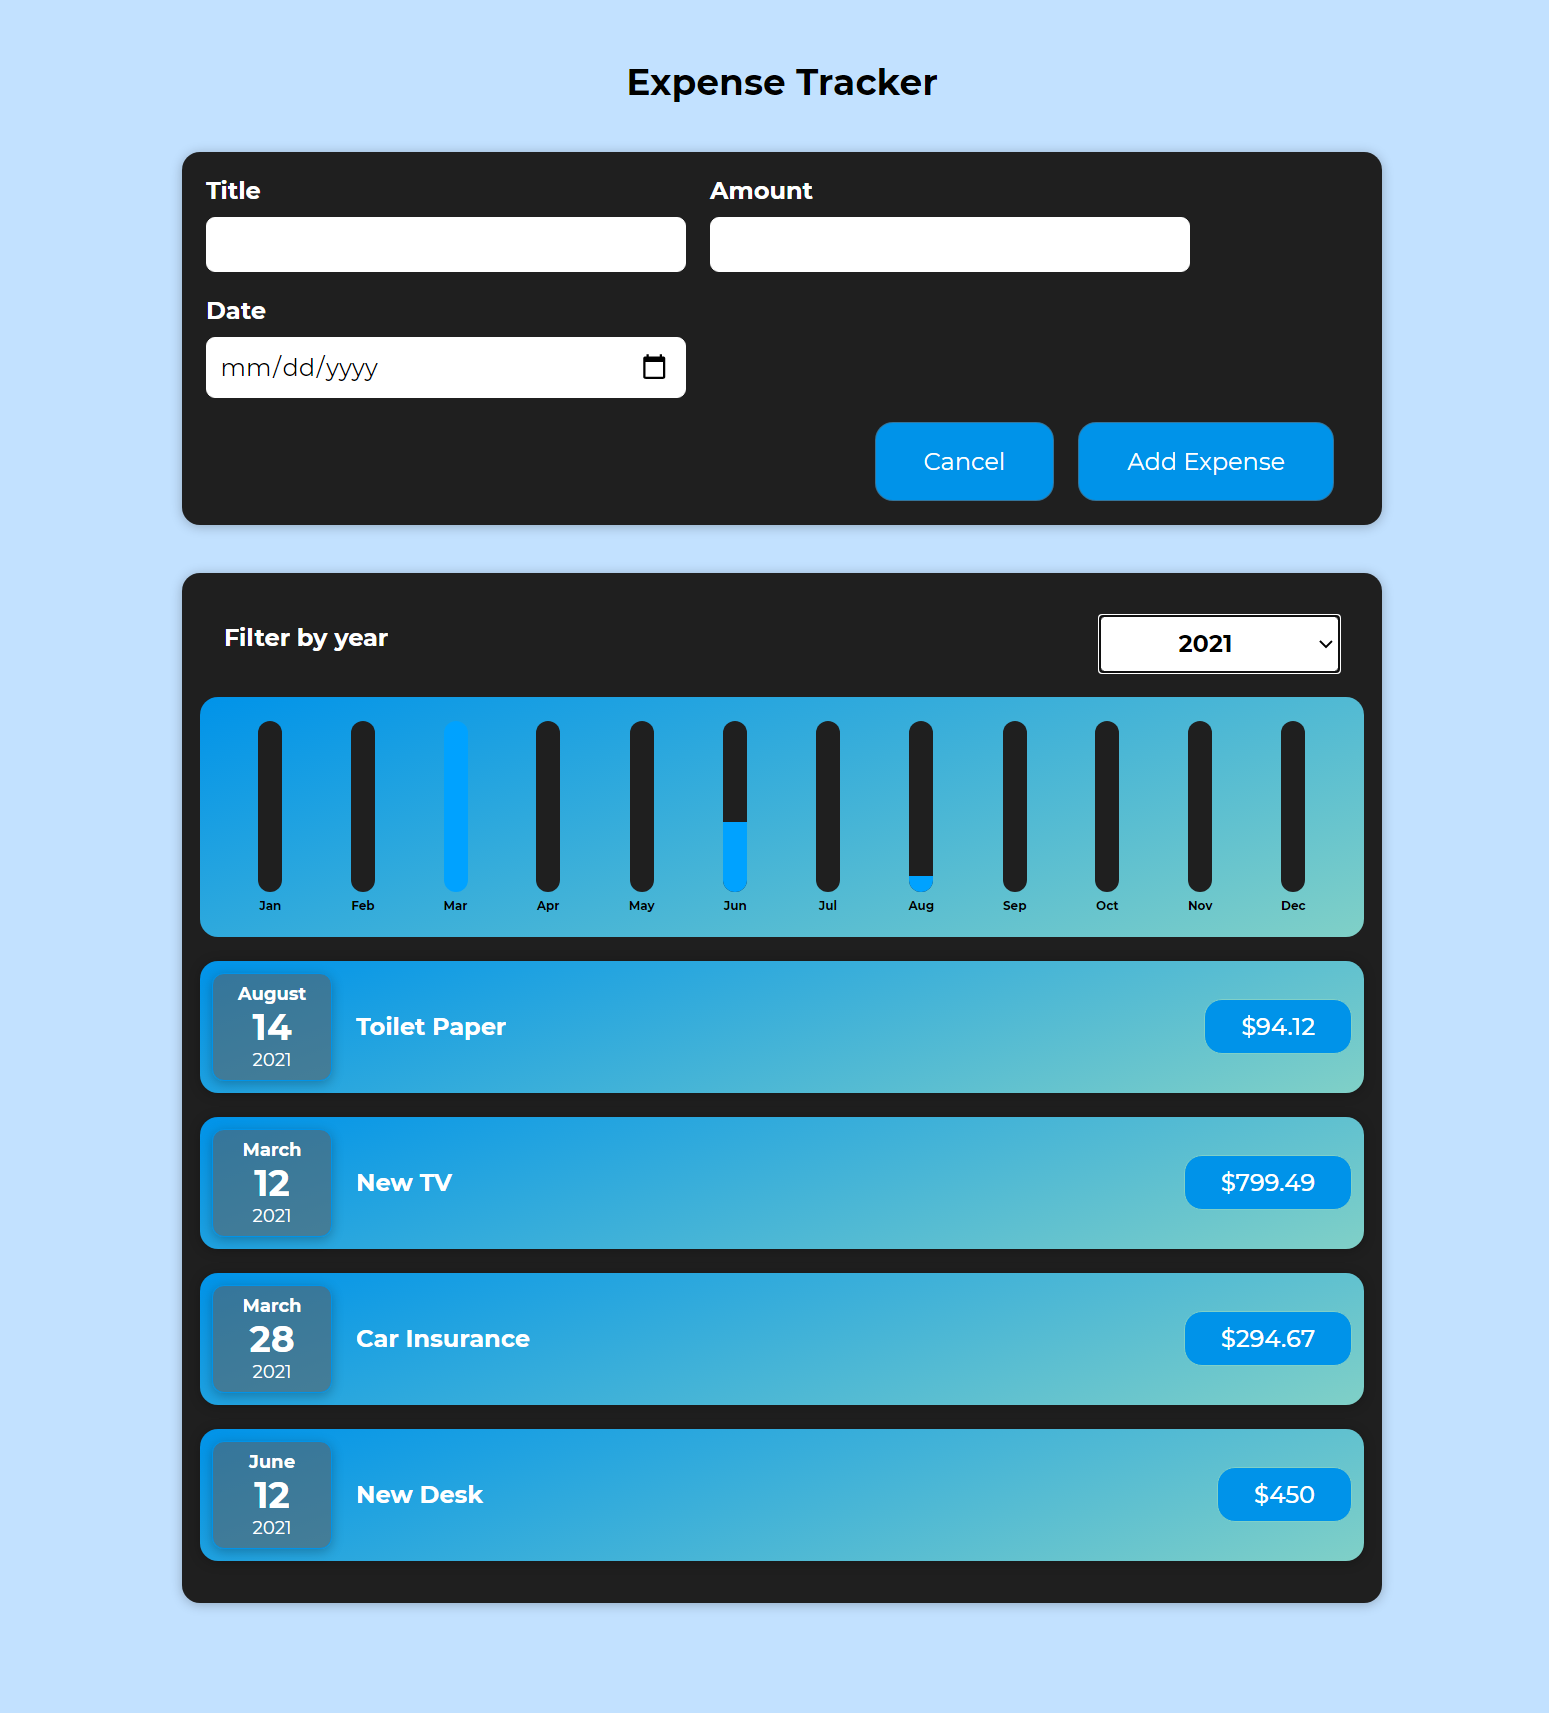 Expense Tracker
Title
Amount
Date
mm/dd/yyyy
Cancel
Add Expense
Filter by year
2021
Jan Feb Mar Apr May Jun Jul Aug Sep Oct Nov Dec
August
14
2021
Toilet Paper
$94.12
March
12
2021
New TV
$799.49
March
28
2021
Car Insurance
$294.67
June
12
2021
New Desk
$450